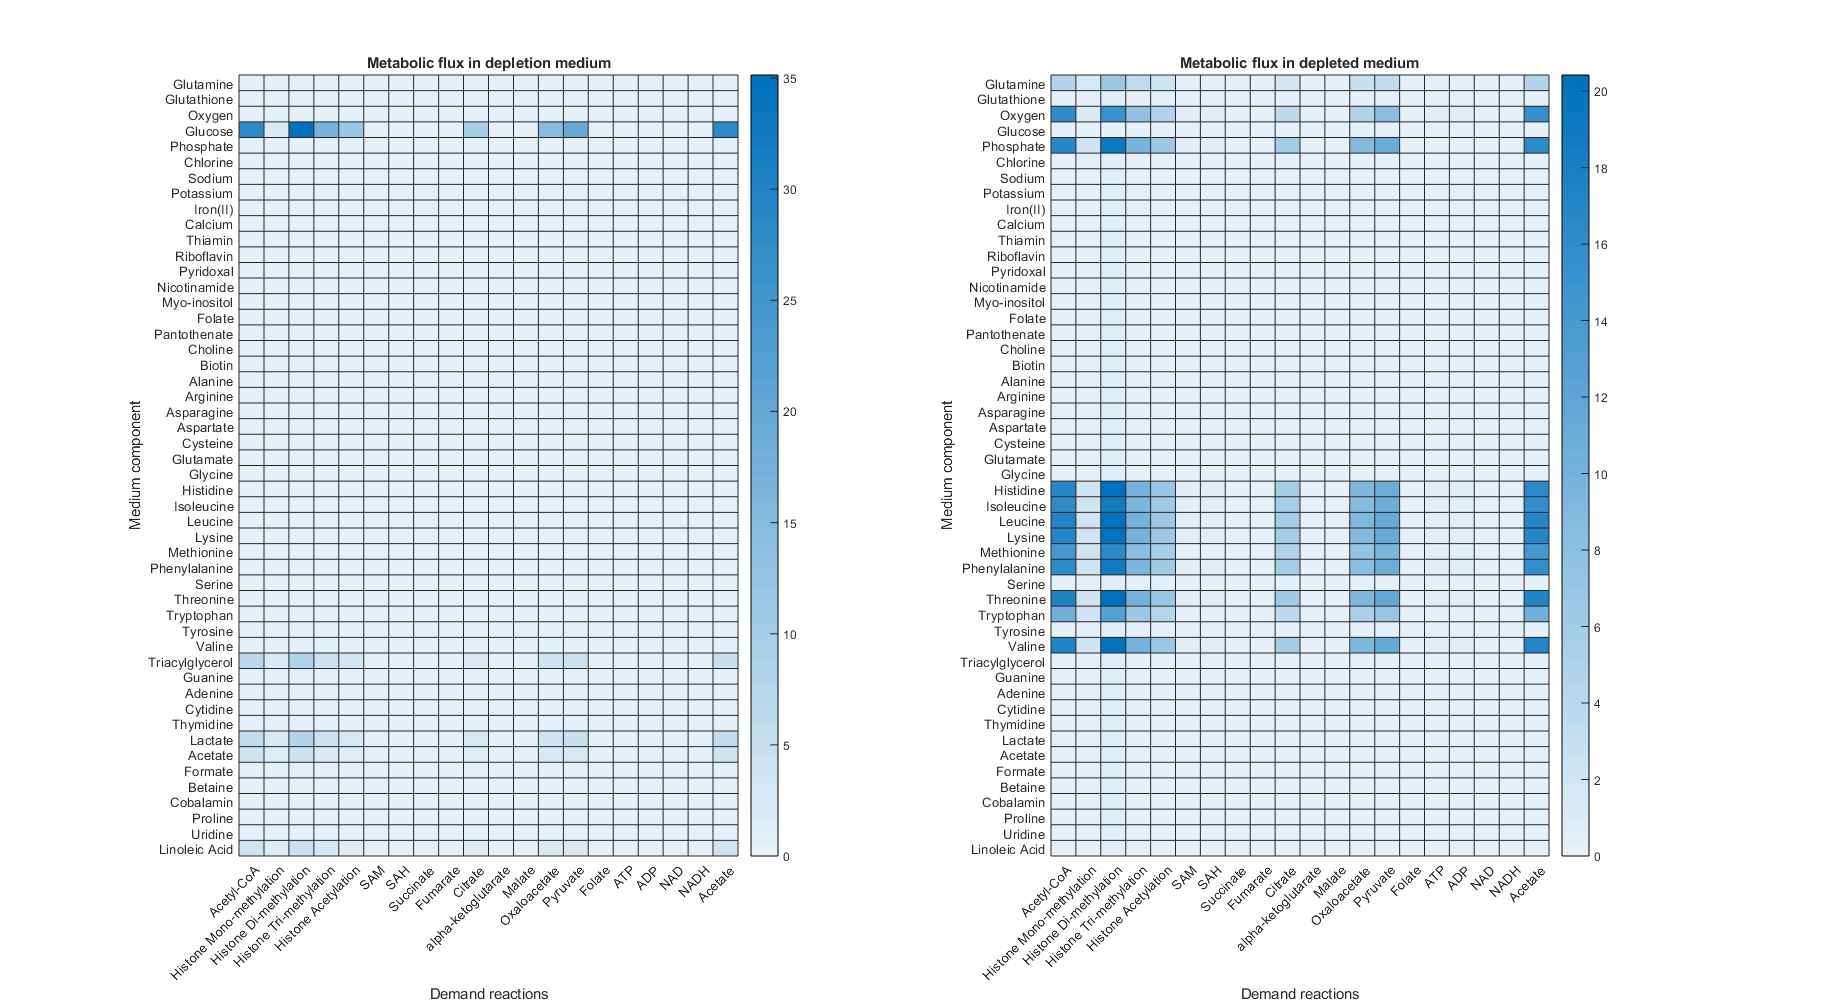 Metabolic flux in depletion medium
Glutamine
Glutathione
Oxygen
Glucose
Phosphate
Chlorine
Sodium
Potassium
Iron(II)
Calcium
Thiamin
Riboflavin
Pyridoxal
Nicotinamide
Myo-inositol
Folate
Pantothenate
Choline
Biotin
Alanine
Arginine
Asparagine
Aspartate
Cysteine
Glutamate
Glycine
Histidine
Isoleucine
Leucine
Lysine
Methionine
Phenylalanine
Serine
Threonine
Tryptophan
Tyrosine
Valine
Triacylglycerol
Guanine
Adenine
Cytidine
Thymidine
Lactate
Acetate
Formate
Betaine
Cobalamin
Proline
Uridine
Linoleic Acid
Medium component
Acetyl-CoA
Histone Mono-methylation
Histone Di-methylation
Histone Tri-methylation
Histone Acetylation
SAM
SAH
Succinate
Fumarate
Citrate
alpha-ketoglutarate
Malate
Oxaloacetate
Pyruvate
Folate
ATP
ADP
NAD
NADH
Acetate
Demand reactions
35
30
25
20
15
10
5
0
Metabolic flux in depleted medium
Glutamine
Glutathione
Oxygen
Glucose
Phosphate
Chlorine
Sodium
Potassium
Iron(II)
Calcium
Thiamin
Riboflavin
Pyridoxal
Nicotinamide
Myo-inositol
Folate
Pantothenate
Choline
Biotin
Alanine
Arginine
Asparagine
Aspartate
Cysteine
Glutamate
Glycine
Histidine
Isoleucine
Leucine
Lysine
Methionine
Phenylalanine
Serine
Threonine
Tryptophan
Tyrosine
Valine
Triacylglycerol
Guanine
Adenine
Cytidine
Thymidine
Lactate
Acetate
Formate
Betaine
Cobalamin
Proline
Uridine
Linoleic Acid
Medium component
Acetyl-CoA
Histone Mono-methylation
Histone Di-methylation
Histone Tri-methylation
Histone Acetylation
SAM
SAH
Succinate
Fumarate
Citrate
alpha-ketoglutarate
Malate
Oxaloacetate
Pyruvate
Folate
ATP
ADP
NAD
NADH
Acetate
Demand reactions
20
18
16
14
12
10
8
6
4
2
0